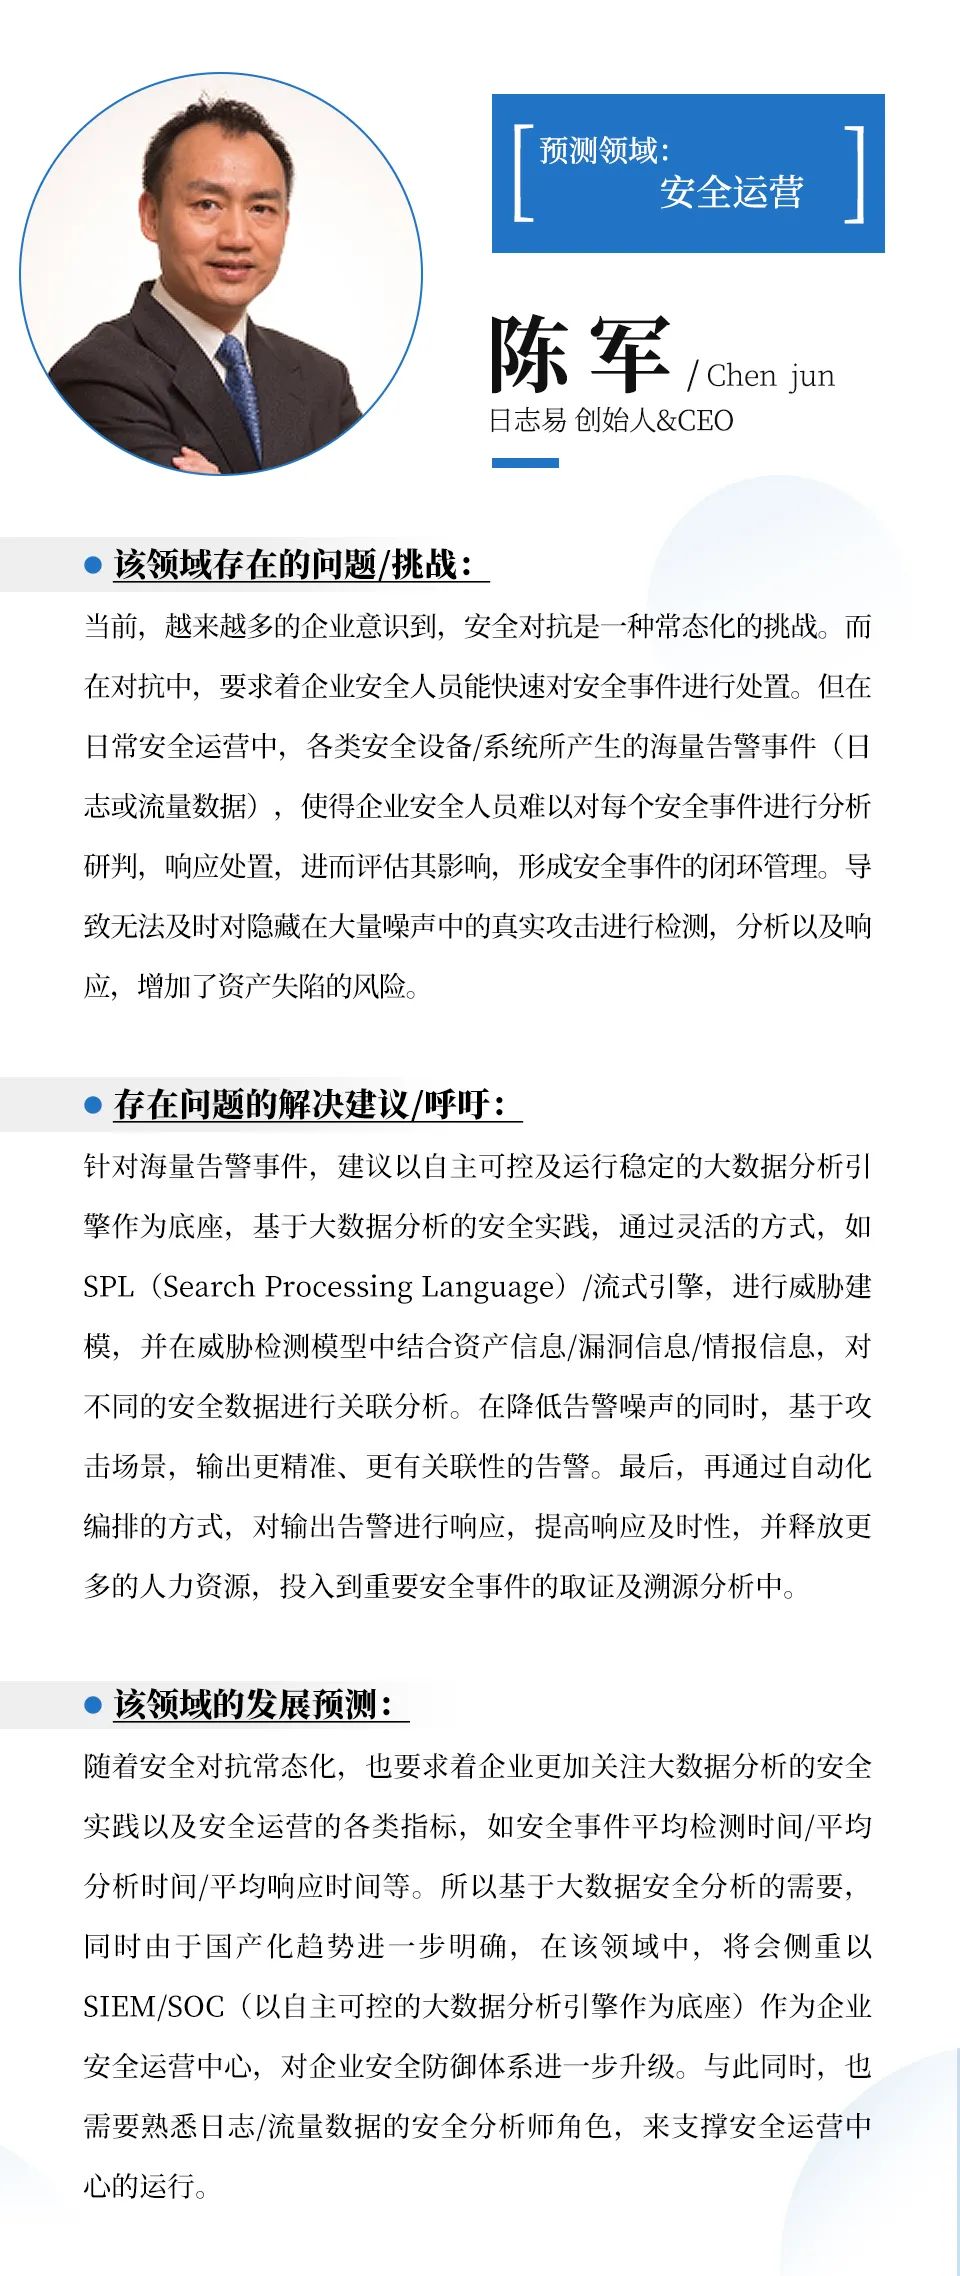 预测领域：
安全运营
陈军 / Chen jun
日志易 创始人&CEO
该领域存在的问题/挑战：
当前，越来越多的企业意识到，安全对抗是一种常态化的挑战。而
在对抗中，要求着企业安全人员能快速对安全事件进行处置。但在
日常安全运营中，各类安全设备/系统所产生的海量告警事件（日
志或流量数据），使得企业安全人员难以对每个安全事件进行分析
研判，响应处置，进而评估其影响，形成安全事件的闭环管理。导
致无法及时对隐藏在大量噪声中的真实攻击进行检测，分析以及响
应，增加了资产失陷的风险。
存在问题的解决建议/呼吁：
针对海量告警事件，建议以自主可控及运行稳定的大数据分析引
擎作为底座，基于大数据分析的安全实践，通过灵活的方式，如
SPL（Search Processing Language）/流式引擎，进行威胁建
模，并在威胁检测模型中结合资产信息/漏洞信息/情报信息，对
不同的安全数据进行关联分析。在降低告警噪声的同时，基于攻
击场景，输出更精准、更有关联性的告警。最后，再通过自动化
编排的方式，对输出告警进行响应，提高响应及时性，并释放更
多的人力资源，投入到重要安全事件的取证及溯源分析中。
该领域的发展预测：
随着安全对抗常态化，也要求着企业更加关注大数据分析的安全
实践以及安全运营的各类指标，如安全事件平均检测时间/平均
分析时间/平均响应时间等。所以基于大数据安全分析的需要，
同时由于国产化趋势进一步明确，在该领域中，将会侧重以
SIEM/SOC（以自主可控的大数据分析引擎作为底座）作为企业
安全运营中心，对企业安全防御体系进一步升级。与此同时，也
需要熟悉日志/流量数据的安全分析师角色，来支撑安全运营中
心的运行。